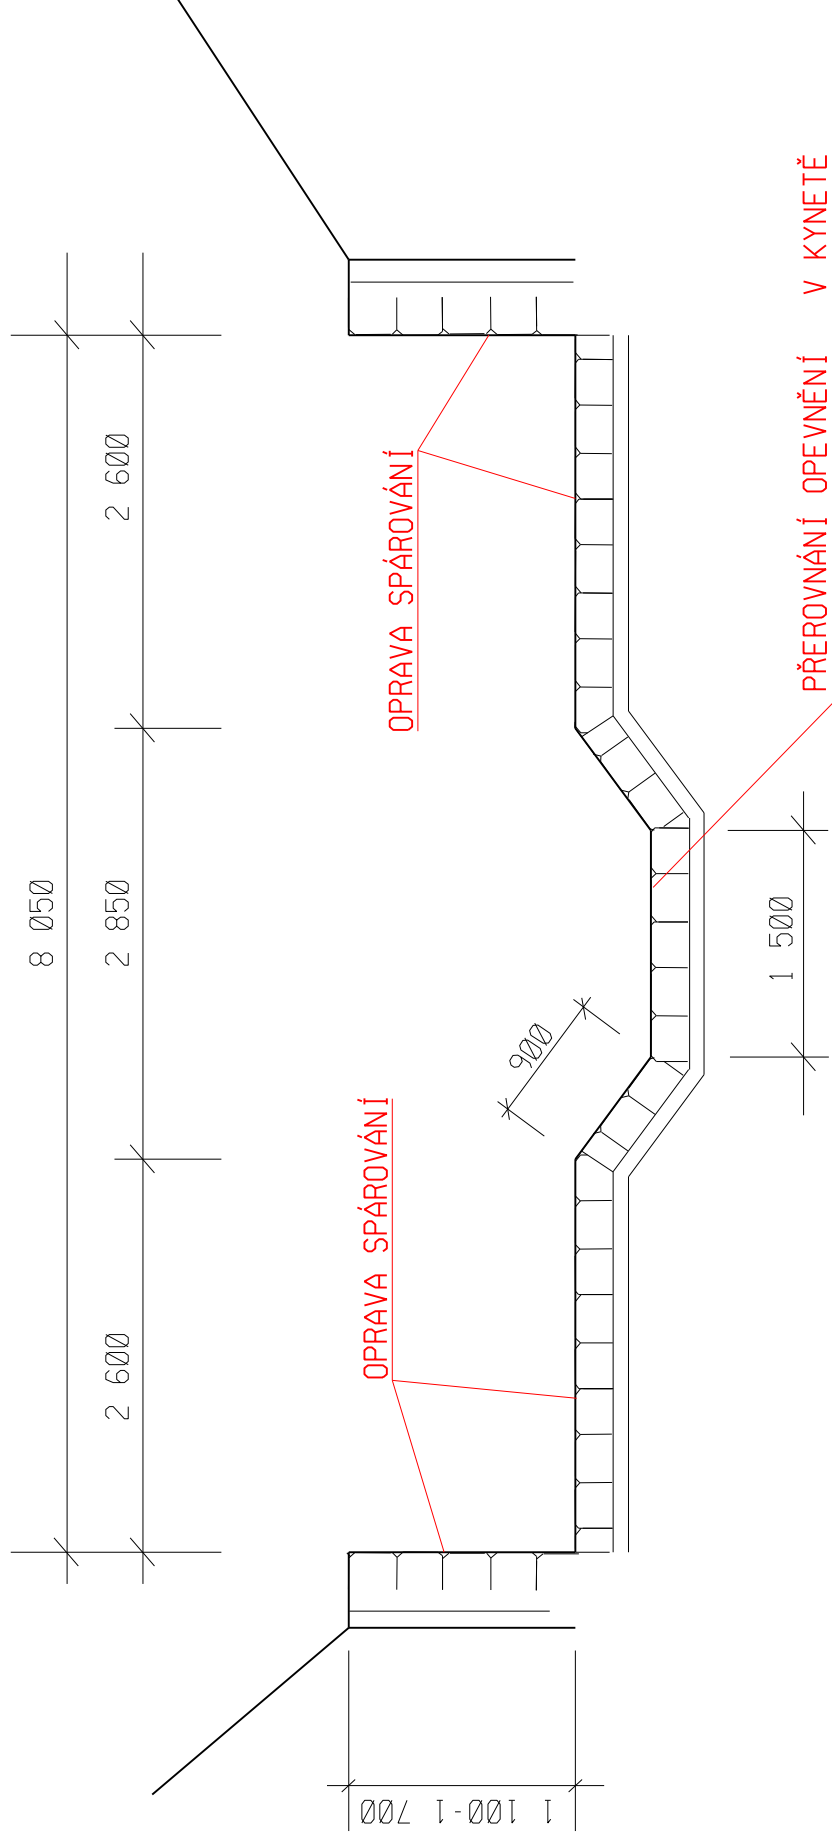 8 050
2 600
2 850
2 600
OPRAVA SPÁROVÁNÍ
OPRAVA SPÁROVÁNÍ
900
1 500
1 100-1 700
PŘEROVNÁNÍ OPEVNĚNÍ V KYNETĚ